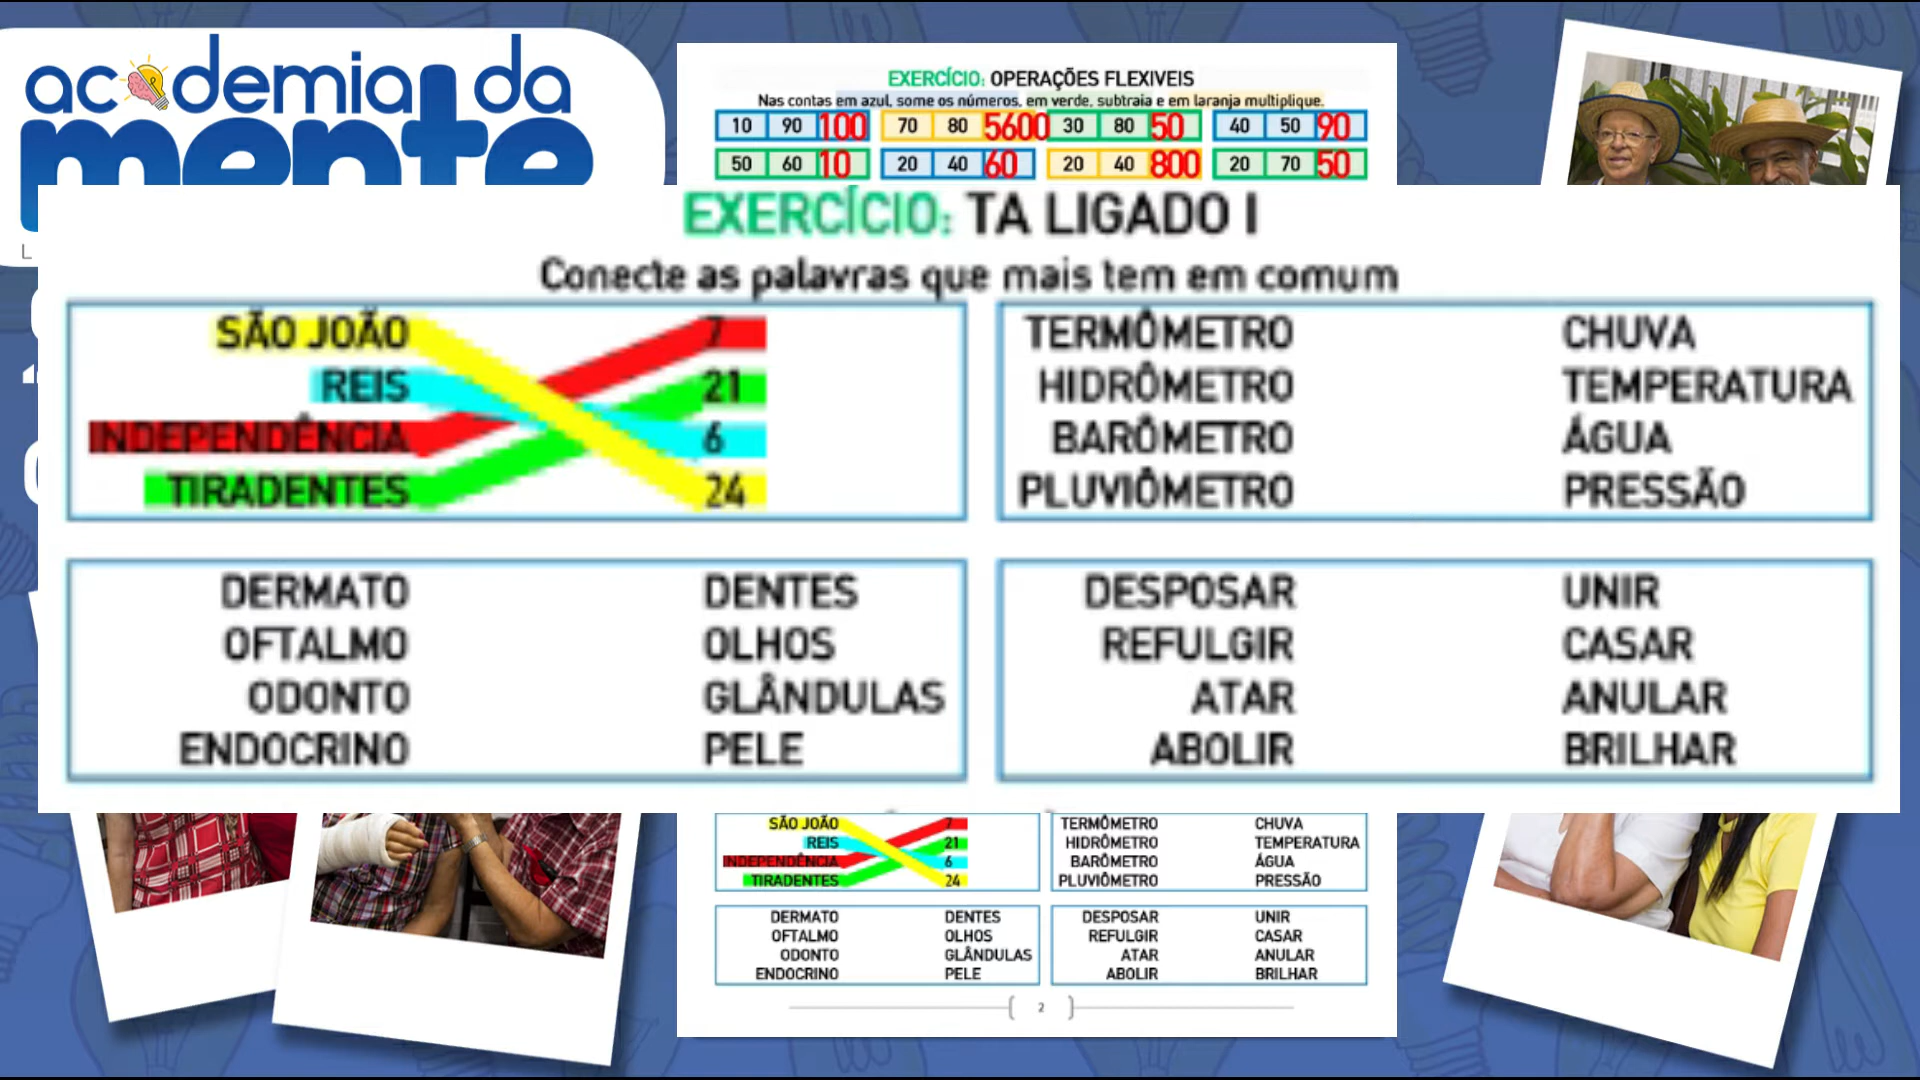 academia da
mente
EXERCÍCIO: OPERAÇÕES FLEXIVEIS
Nas contas em azul, some os números, em verde, subtraia e em laranja multiplique.
10 90 100 70 80 5600 30 80 50 40 50 90
50 60 10 20 40 60 20 40 800 20 70 50
EXERCÍCIO: TA LIGADO I
Conecte as palavras que mais tem em comum
SÃO JOÃO 7
REIS 21
INDEPENDÊNCIA 6
TIRADENTES 24
TERMÔMETRO CHUVA
HIDRÔMETRO TEMPERATURA
BARÔMETRO ÁGUA
PLUVIÔMETRO PRESSÃO
DERMATO DENTES
OFTALMO OLHOS
ODONTO GLÂNDULAS
ENDOCRINO PELE
DESPOSAR UNIR
REFULGIR CASAR
ATAR ANULAR
ABOLIR BRILHAR
SÃO JOÃO 7
REIS 21
INDEPENDÊNCIA 6
TIRADENTES 24
TERMÔMETRO CHUVA
HIDRÔMETRO TEMPERATURA
BARÔMETRO ÁGUA
PLUVIÔMETRO PRESSÃO
DERMATO DENTES
OFTALMO OLHOS
ODONTO GLÂNDULAS
ENDOCRINO PELE
DESPOSAR UNIR
REFULGIR CASAR
ATAR ANULAR
ABOLIR BRILHAR
2